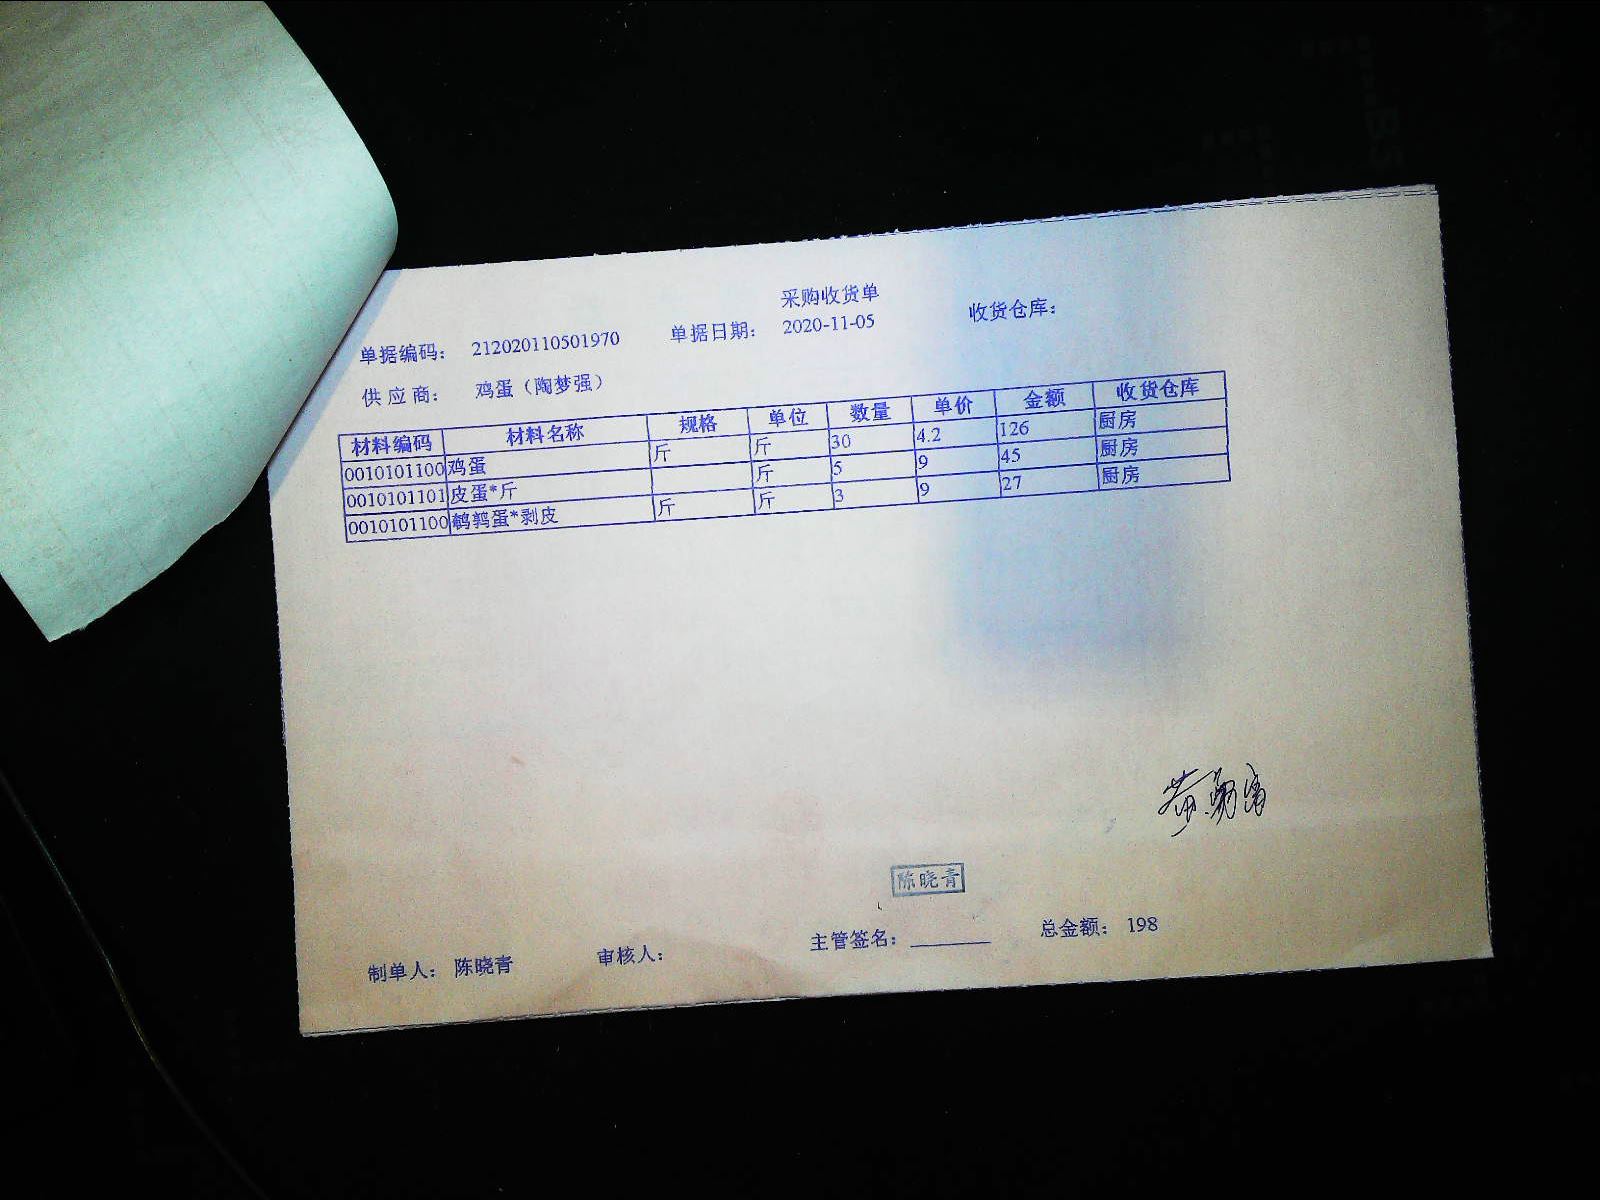 采购收货单
单据编码： 212020110501970 单据日期： 2020-11-05 收货仓库：
供应商： 鸡蛋（陶梦强）
材料编码 材料名称 规格 单位 数量 单价 金额 收货仓库
0010101100 鸡蛋 斤 斤 30 4.2 126 厨房
0010101101 皮蛋*斤 斤 5 9 45 厨房
0010101100 鹌鹑蛋*剥皮 斤 斤 3 9 27 厨房
陈晓青
制单人： 陈晓青 审核人： 主管签名： 总金额： 198